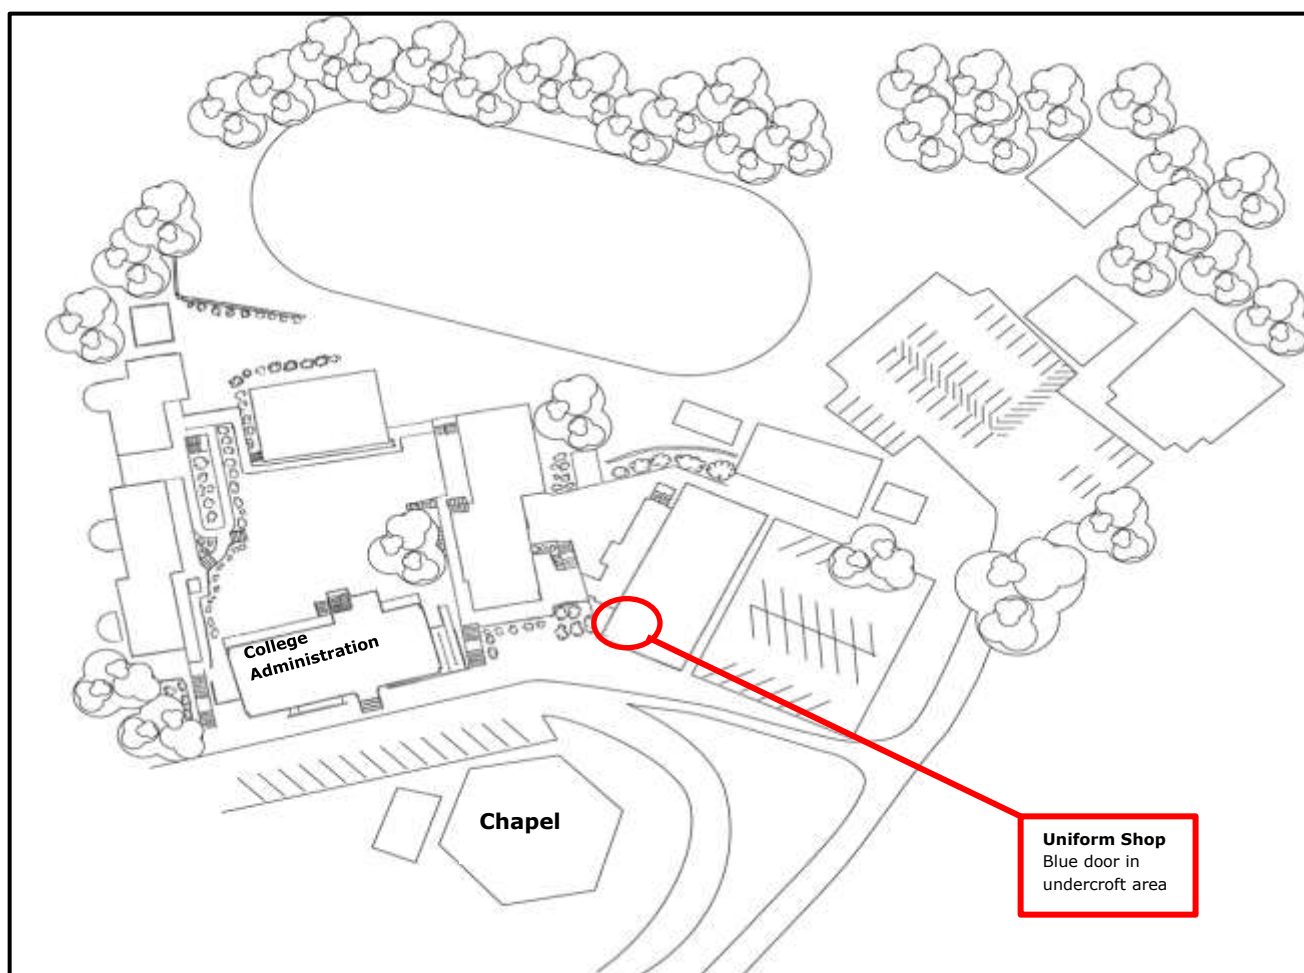 College
Administration
Chapel
Uniform Shop
Blue door in
undercroft area